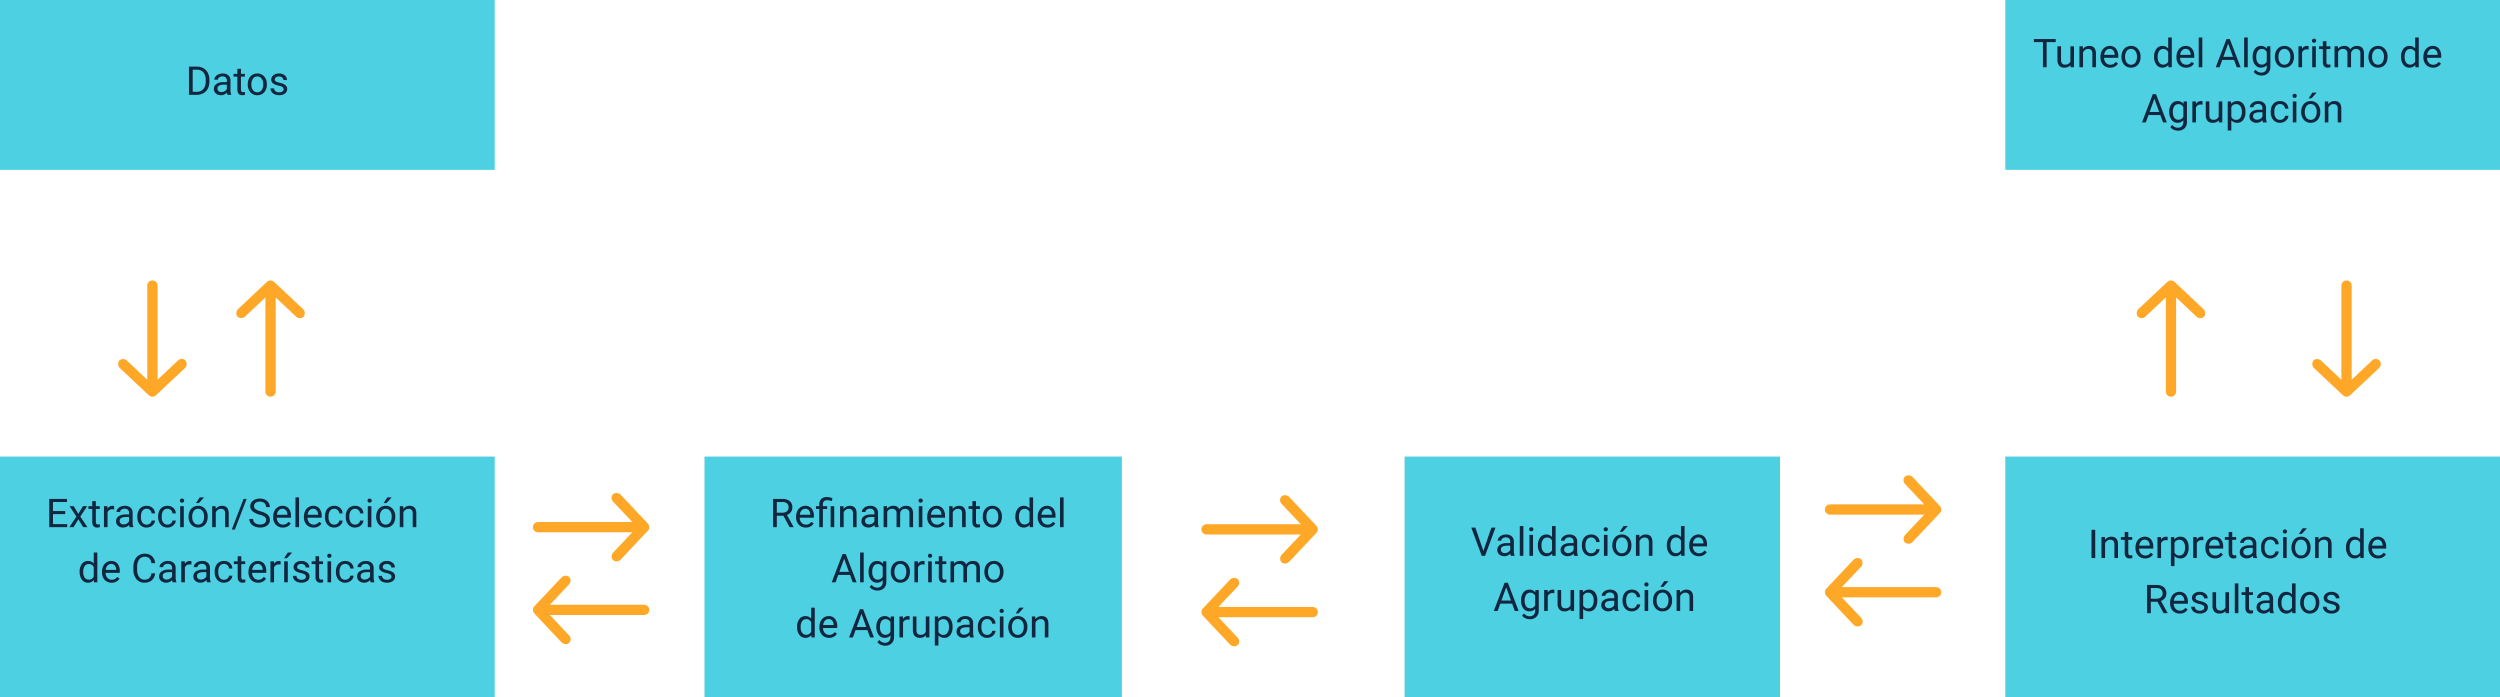 Datos
Tuneo del Algoritmo del
Agrupación
Extracción/Selección
de Características
Refinamiento del
Algoritmo
de Agrupación
Validación de
Agrupación
Interpretación de
Resultados